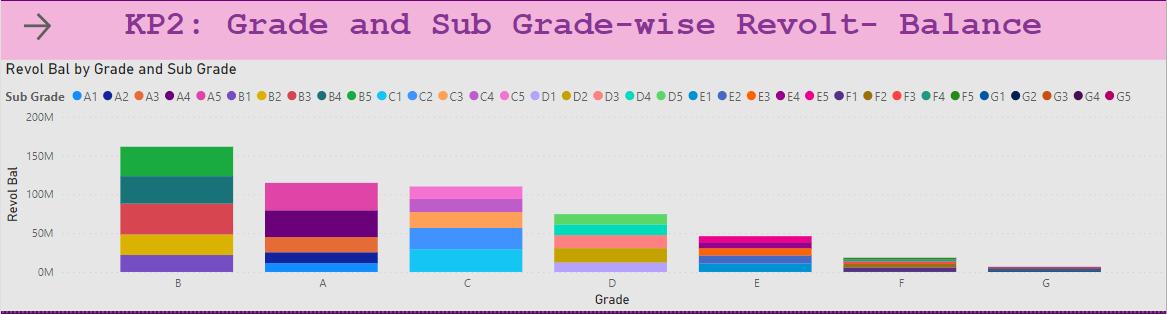 KP2: Grade and Sub Grade-wise Revolt- Balance
Revol Bal by Grade and Sub Grade
Sub Grade A1 A2 A3 A4 A5 B1 B2 B3 B4 B5 C1 C2 C3 C4 C5 D1 D2 D3 D4 D5 E1 E2 E3 E4 E5 F1 F2 F3 F4 F5 G1 G2 G3 G4 G5
200M
150M
100M
50M
0M
Revol Bal
B A C D E F G
Grade